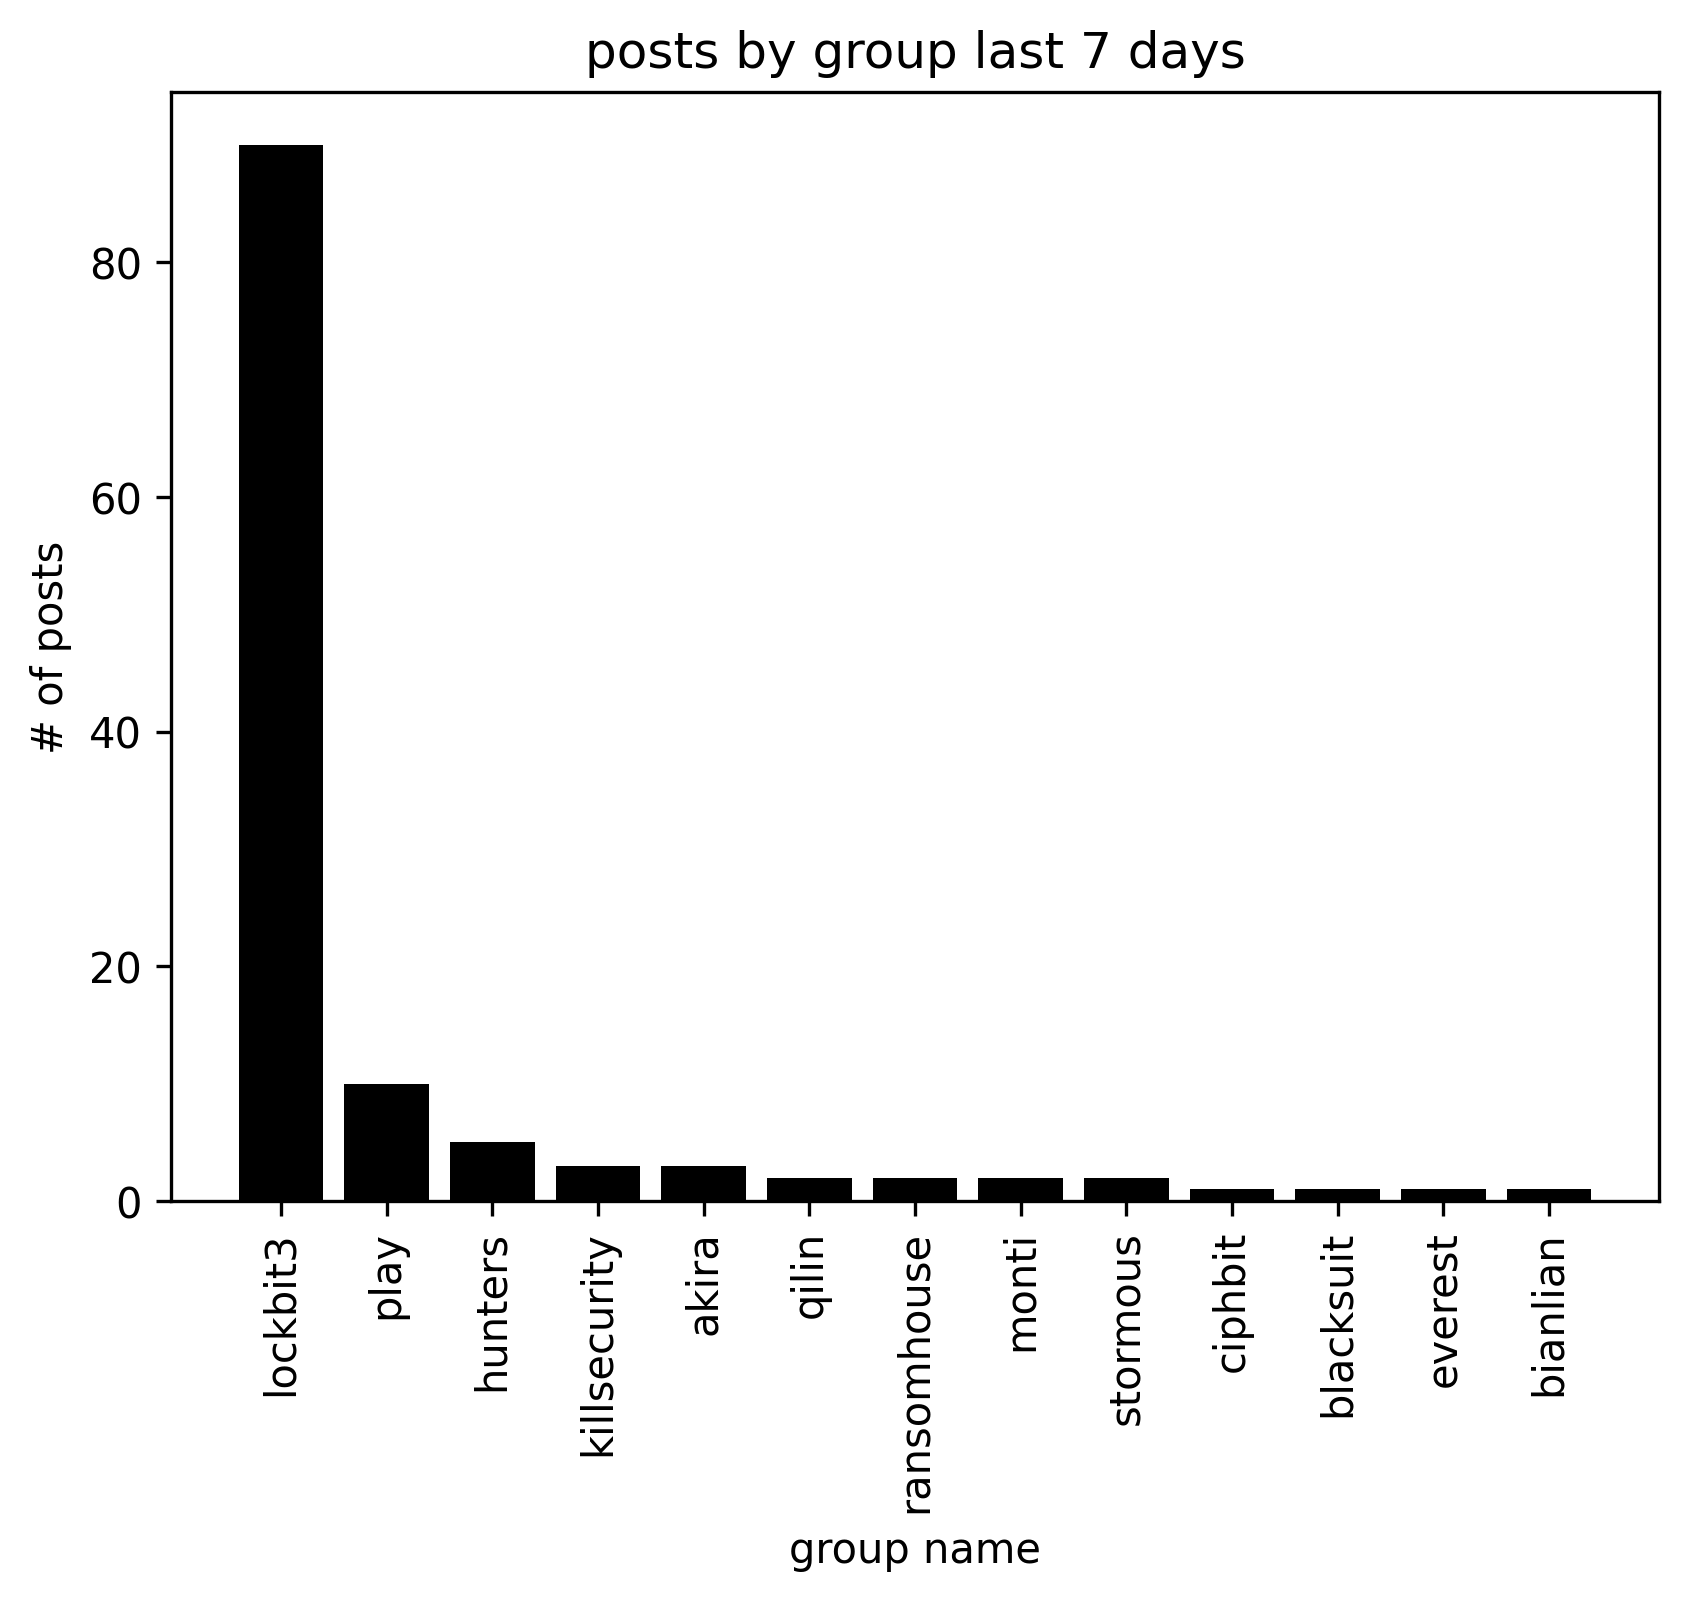 posts by group last 7 days
# of posts
80
60
40
20
0
lockbit3
play
hunters
killsecurity
akira
qilin
ransomhouse
monti
stormous
ciphbit
blacksuit
everest
bianlian
group name